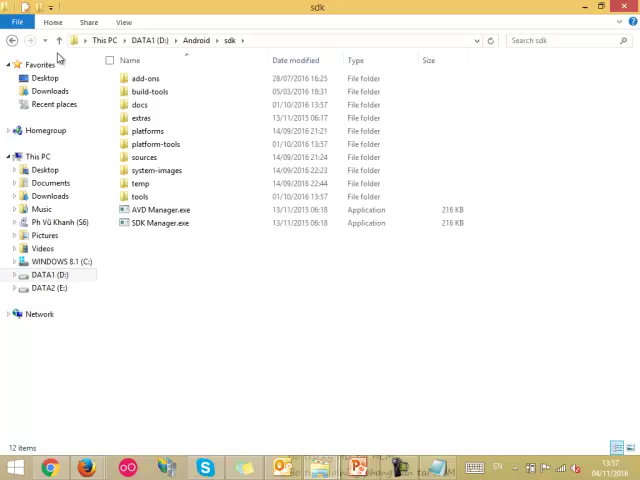 sdk
File Home Share View
This PC DATA1 (D:) Android sdk Search sdk
Name Date modified Type Size
Favorites
Desktop
Downloads
Recent places
Homegroup
This PC
Desktop
Documents
Downloads
Music
Ph Vũ Khanh (S6)
Pictures
Videos
WINDOWS 8.1 (C:)
DATA1 (D:)
DATA2 (E:)
Network
add-ons 28/07/2016 16:25 File folder
build-tools 05/03/2016 18:31 File folder
docs 01/10/2016 13:57 File folder
extras 13/11/2015 06:17 File folder
platforms 14/09/2016 21:21 File folder
platform-tools 01/10/2016 13:57 File folder
sources 14/09/2016 21:24 File folder
system-images 14/09/2016 22:23 File folder
temp 14/09/2016 22:44 File folder
tools 01/10/2016 13:57 File folder
AVD Manager.exe 13/11/2015 06:18 Application 216 KB
SDK Manager.exe 13/11/2015 06:18 Application 216 KB
12 items
EN 13:57
04/11/2016